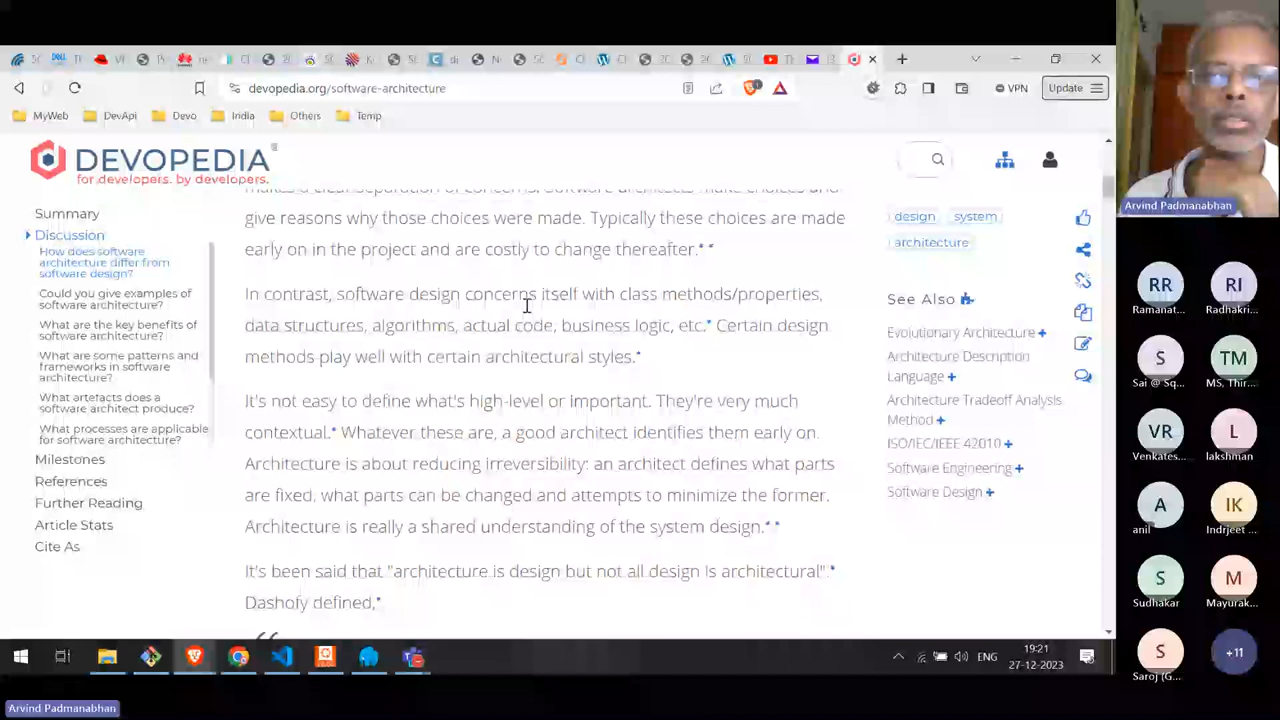 devopedia.org/software-architecture
VPN
Update
MyWeb
DevApi
Devo
India
Others
Temp
DEVOPEDIA
for developers. by developers.
Summary
Discussion
How does software
architecture differ from
software design?
Could you give examples of
software architecture?
What are the key benefits of
software architecture?
What are some patterns and
frameworks in software
architecture?
What artefacts does a
software architect produce?
What processes are applicable
for software architecture?
Milestones
References
Further Reading
Article Stats
Cite As
makes a clear separation of concerns. Software architects make choices and
give reasons why those choices were made. Typically these choices are made
early on in the project and are costly to change thereafter.
In contrast, software design concerns itself with class methods/properties,
data structures, algorithms, actual code, business logic, etc. Certain design
methods play well with certain architectural styles.
It's not easy to define what's high-level or important. They're very much
contextual. Whatever these are, a good architect identifies them early on.
Architecture is about reducing irreversibility: an architect defines what parts
are fixed, what parts can be changed and attempts to minimize the former.
Architecture is really a shared understanding of the system design.
It's been said that "architecture is design but not all design is architectural".
Dashofy defined,
“
design
system
architecture
See Also
Evolutionary Architecture +
Architecture Description
Language +
Architecture Tradeoff Analysis
Method +
ISO/IEC/IEEE 42010 +
Software Engineering +
Software Design +
ENG
19:21
27-12-2023
Arvind Padmanabhan
RR
Ramanat...
RI
Radhakri...
S
Sai @ Sq...
TM
MS, Thir...
VR
Venkates...
L
lakshman
A
anil
IK
Indrjeet ...
S
Sudhakar
M
Mayurak...
S
Saroj (G...
+11
Arvind Padmanabhan